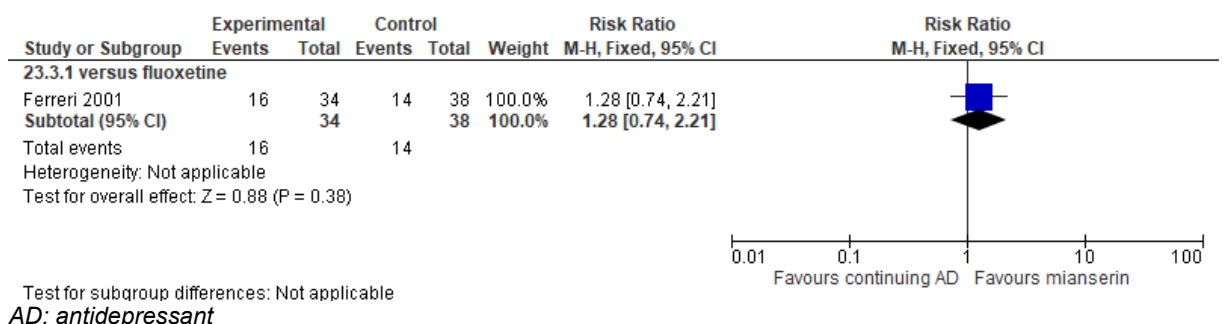 Experimental Control Risk Ratio Risk Ratio
Study or Subgroup Events Total Events Total Weight M-H, Fixed, 95% CI M-H, Fixed, 95% CI
23.3.1 versus fluoxetine
Ferreri 2001 16 34 14 38 100.0% 1.28 [0.74, 2.21]
Subtotal (95% CI) 34 38 100.0% 1.28 [0.74, 2.21]
Total events 16 14
Heterogeneity: Not applicable
Test for overall effect: Z = 0.88 (P = 0.38)
0.01 0.1 1 10 100
Favours continuing AD Favours mianserin
Test for subgroup differences: Not applicable
AD: antidepressant